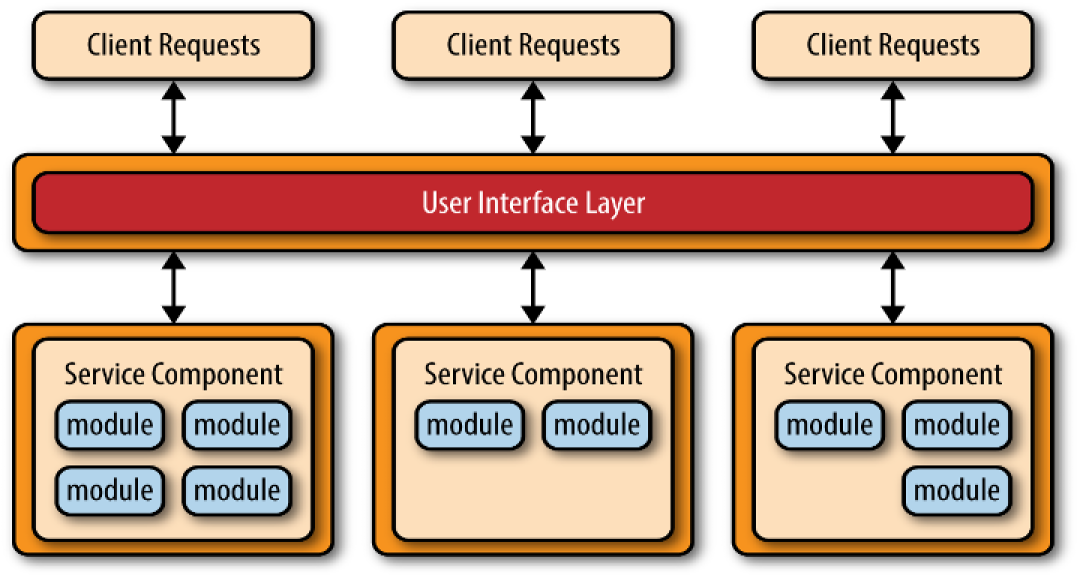 Client Requests
Client Requests
Client Requests
User Interface Layer
Service Component
module module
module module
Service Component
module module
Service Component
module module
module